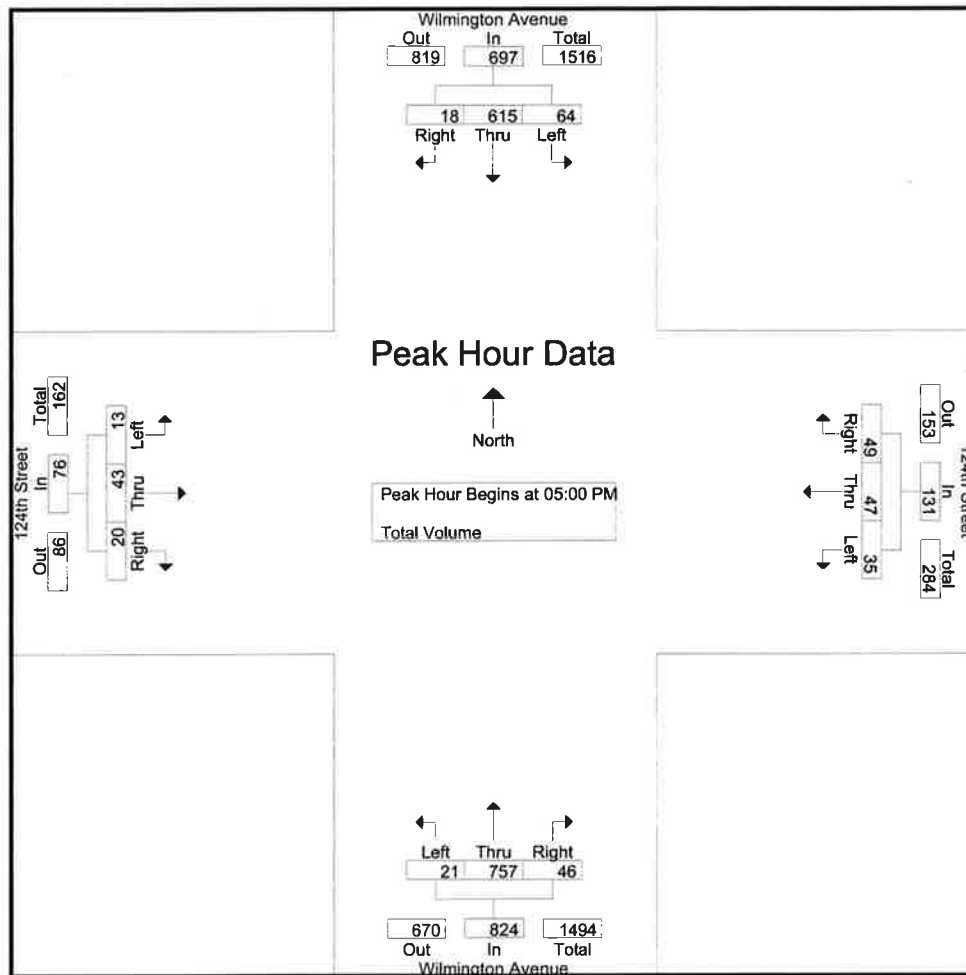 Wilmington Avenue
Out In Total
819 697 1516
18 615 64
Right Thru Left
Peak Hour Data
North
Peak Hour Begins at 05:00 PM
Total Volume
124th Street
Out In Total
86 76 162
Left Thru Right
13 43 20
124th Street
Out In Total
153 131 284
Right Thru Left
49 47 35
Left Thru Right
21 757 46
670 824 1494
Out In Total
Wilmington Avenue